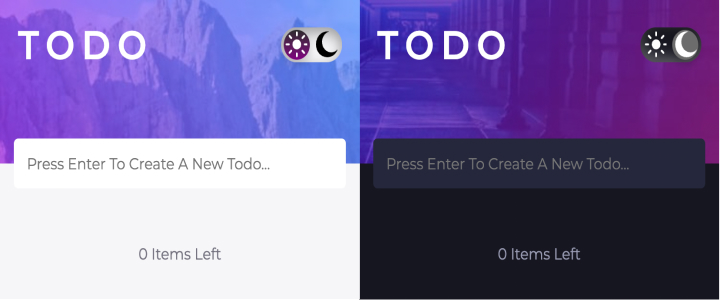 TODO
Press Enter To Create A New Todo...
0 Items Left
TODO
Press Enter To Create A New Todo...
0 Items Left